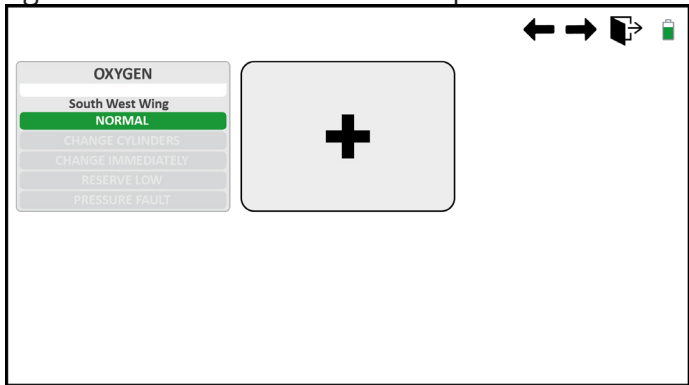 OXYGEN
South West Wing
NORMAL
CHANGE CYLINDERS
CHANGE IMMEDIATELY
RESERVE LOW
PRESSURE FAULT